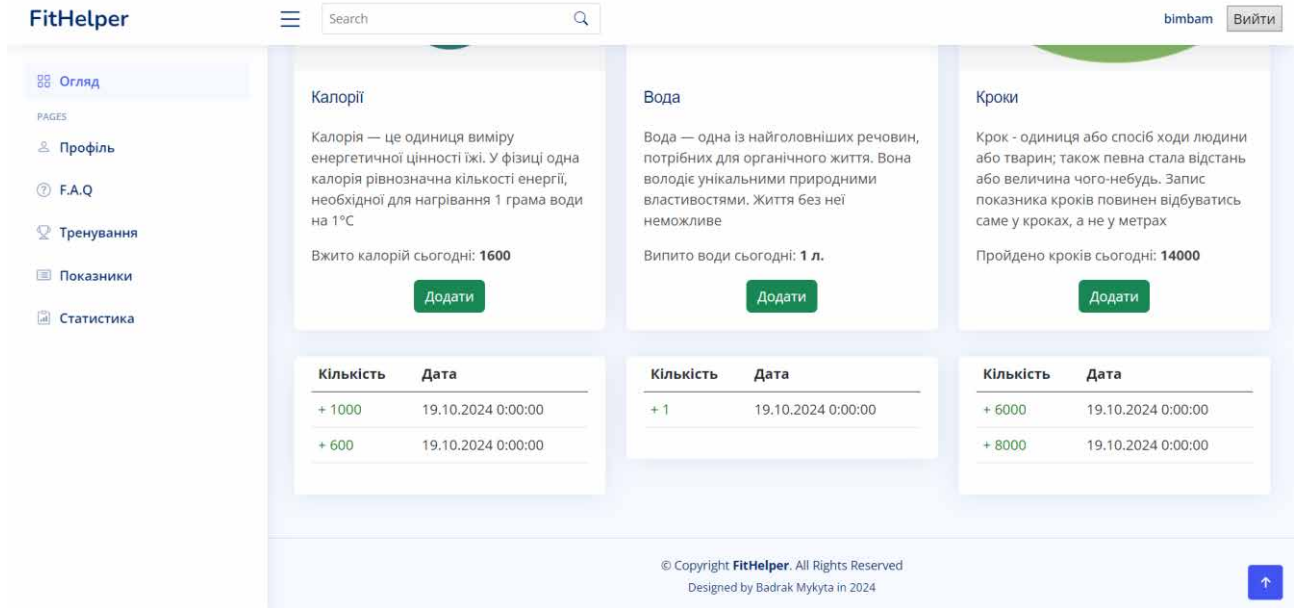 FitHelper
Search
bimbam
Вийти
Огляд
PAGES
Профіль
F.A.Q
Тренування
Показники
Статистика
Калорії
Калорія — це одиниця виміру
енергетичної цінності їжі. У фізиці одна
калорія рівнозначна кількості енергії,
необхідної для нагрівання 1 грама води
на 1°C
Вжито калорій сьогодні: 1600
Додати
Вода
Вода — одна із найголовніших речовин,
потрібних для органічного життя. Вона
володіє унікальними природними
властивостями. Життя без неї
неможливе
Випито води сьогодні: 1 л.
Додати
Кроки
Крок - одиниця або спосіб ходи людини
або тварин; також певна стала відстань
або величина чого-небудь. Запис
показника кроків повинен відбуватись
саме у кроках, а не у метрах
Пройдено кроків сьогодні: 14000
Додати
Кількість Дата
+ 1000 19.10.2024 0:00:00
+ 600 19.10.2024 0:00:00
Кількість Дата
+ 1 19.10.2024 0:00:00
Кількість Дата
+ 6000 19.10.2024 0:00:00
+ 8000 19.10.2024 0:00:00
© Copyright FitHelper. All Rights Reserved
Designed by Badrak Mykyta in 2024